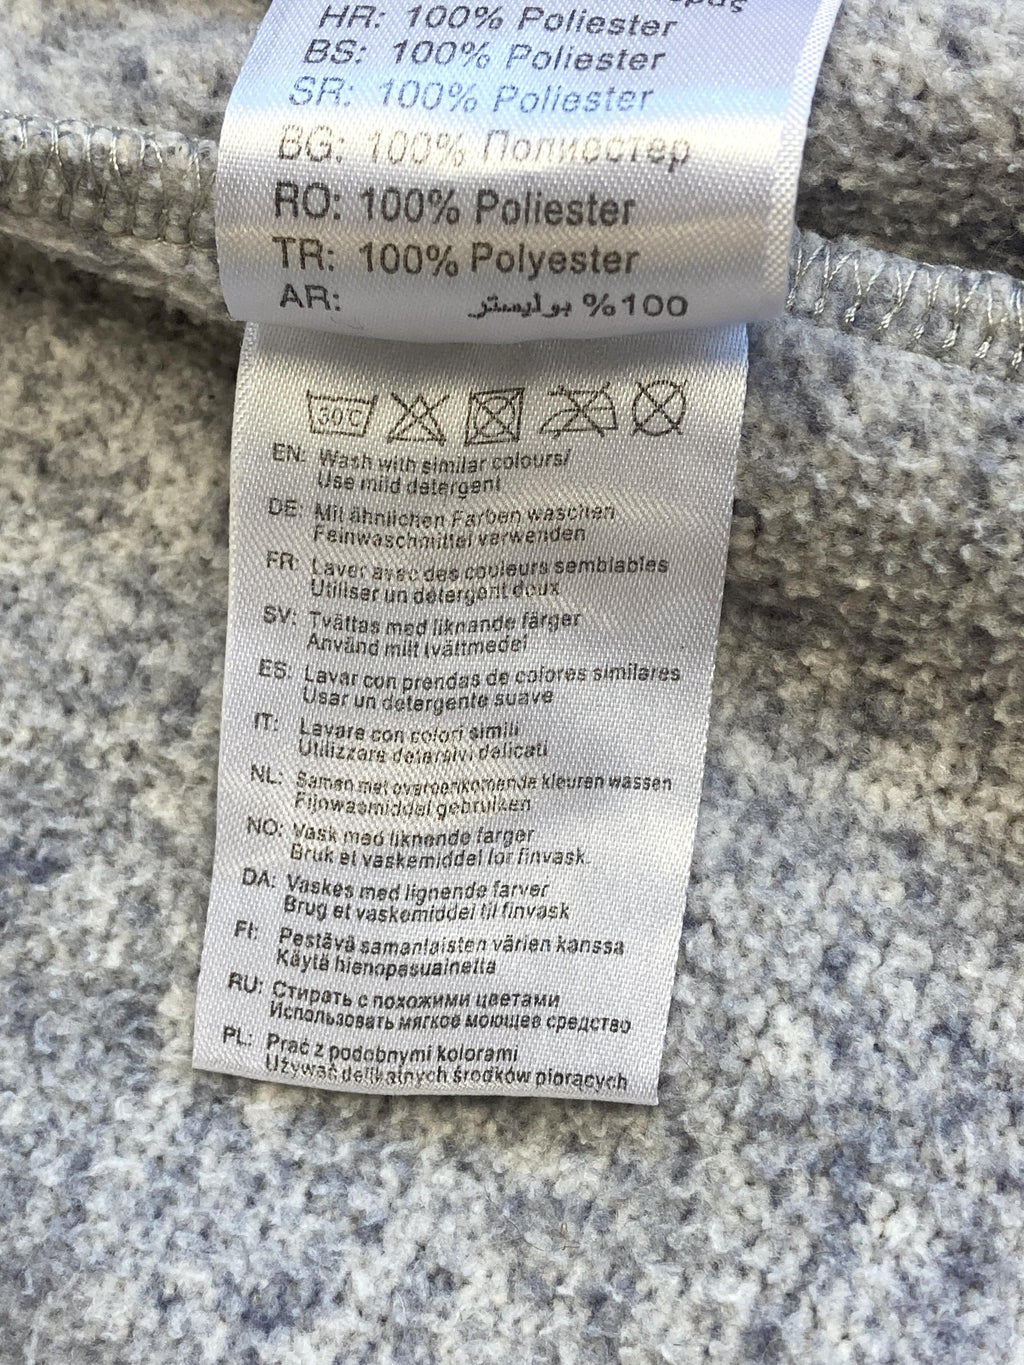 HR: 100% Poliester
BS: 100% Poliester
SR: 100% Poliester
BG: 100% Полиестер
RO: 100% Poliester
TR: 100% Polyester
AR: 100% بوليستر
30°C
EN: Wash with similar colours/
Use mild detergent
DE: Mit ähnlichen Farben waschen
Feinwaschmittel verwenden
FR: Laver avec des couleurs semblables
Utiliser un détergent doux
SV: Tvättas med liknande färger
Använd milt tvättmedel
ES: Lavar con prendas de colores similares
Usar un detergente suave
IT: Lavare con colori simili
Utilizzare detersivi delicati
NL: Samen met overeenkomende kleuren wassen
Fijnwasmiddel gebruiken
NO: Vask med liknende farger
Bruk et vaskemiddel for finvask.
DA: Vaskes med lignende farver
Brug et vaskemiddel til finvask
FI: Pestävä samanlaisten värien kanssa
Käytä hienopesuainetta
RU: Стирать с похожими цветами
Использовать мягкое моющее средство
PL: Prać z podobnymi kolorami
Używać delikatnych środków piorących